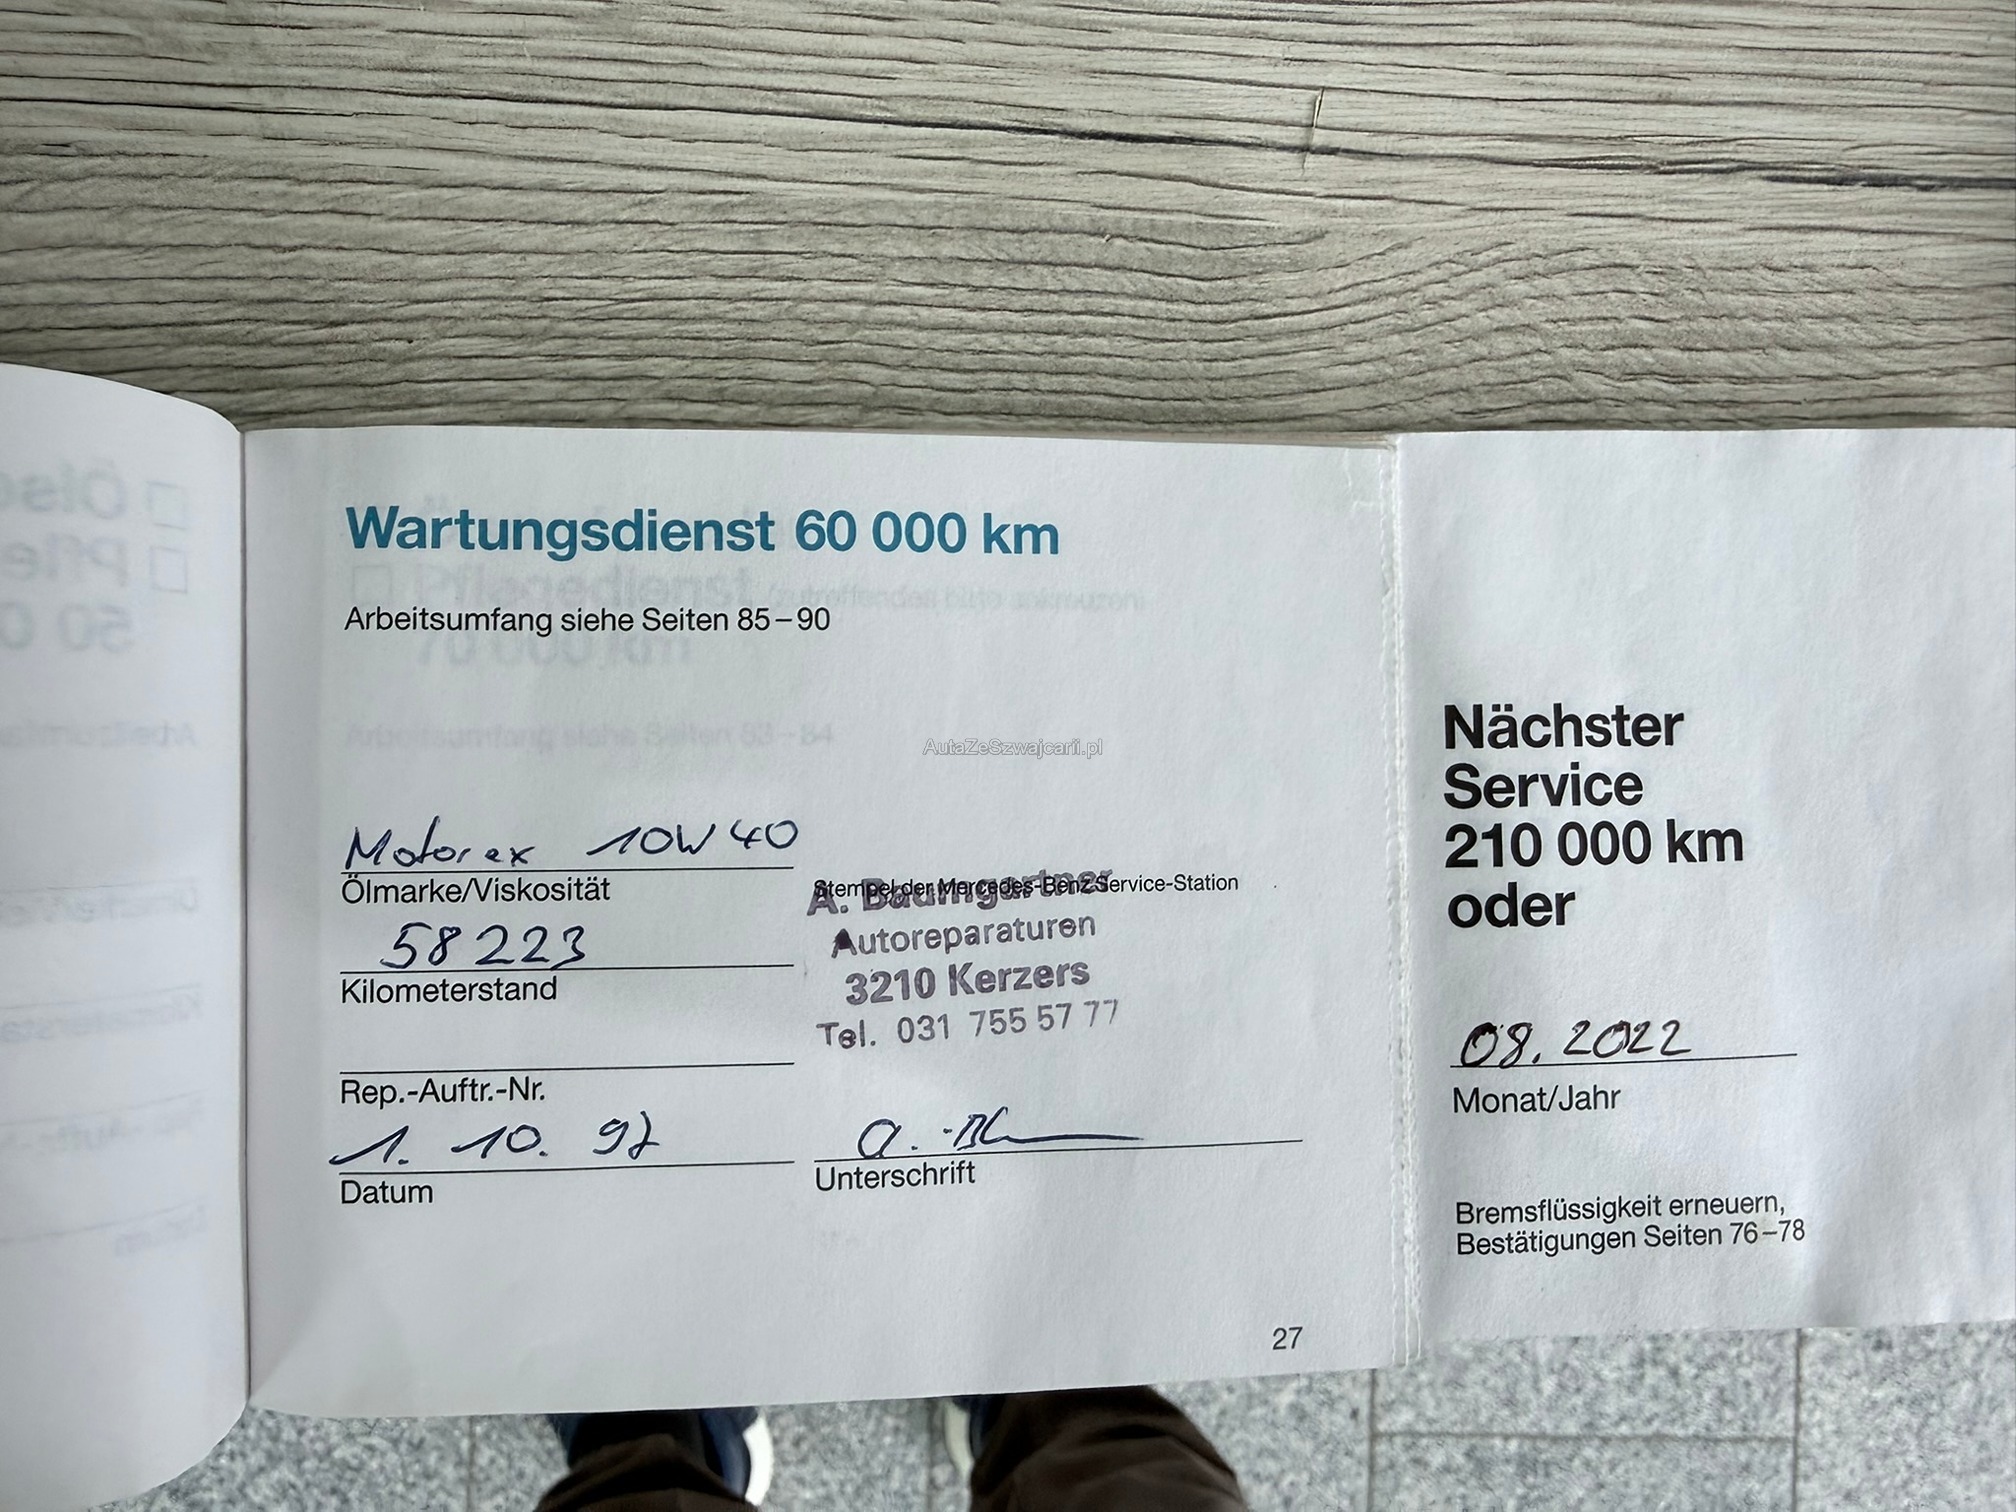 Wartungsdienst 60 000 km
Arbeitsumfang siehe Seiten 85–90
AutaZeSzwajcarii.pl
Motorex 10W40
Ölmarke/Viskosität
58223
Kilometerstand
Rep.-Auftr.-Nr.
1. 10. 97
Datum
Stempel der Mercedes-Benz Service-Station
A. Baumgartner
Autoreparaturen
3210 Kerzers
Tel. 031 755 57 77
Unterschrift
27
Nächster
Service
210 000 km
oder
08.2022
Monat/Jahr
Bremsflüssigkeit erneuern,
Bestätigungen Seiten 76–78